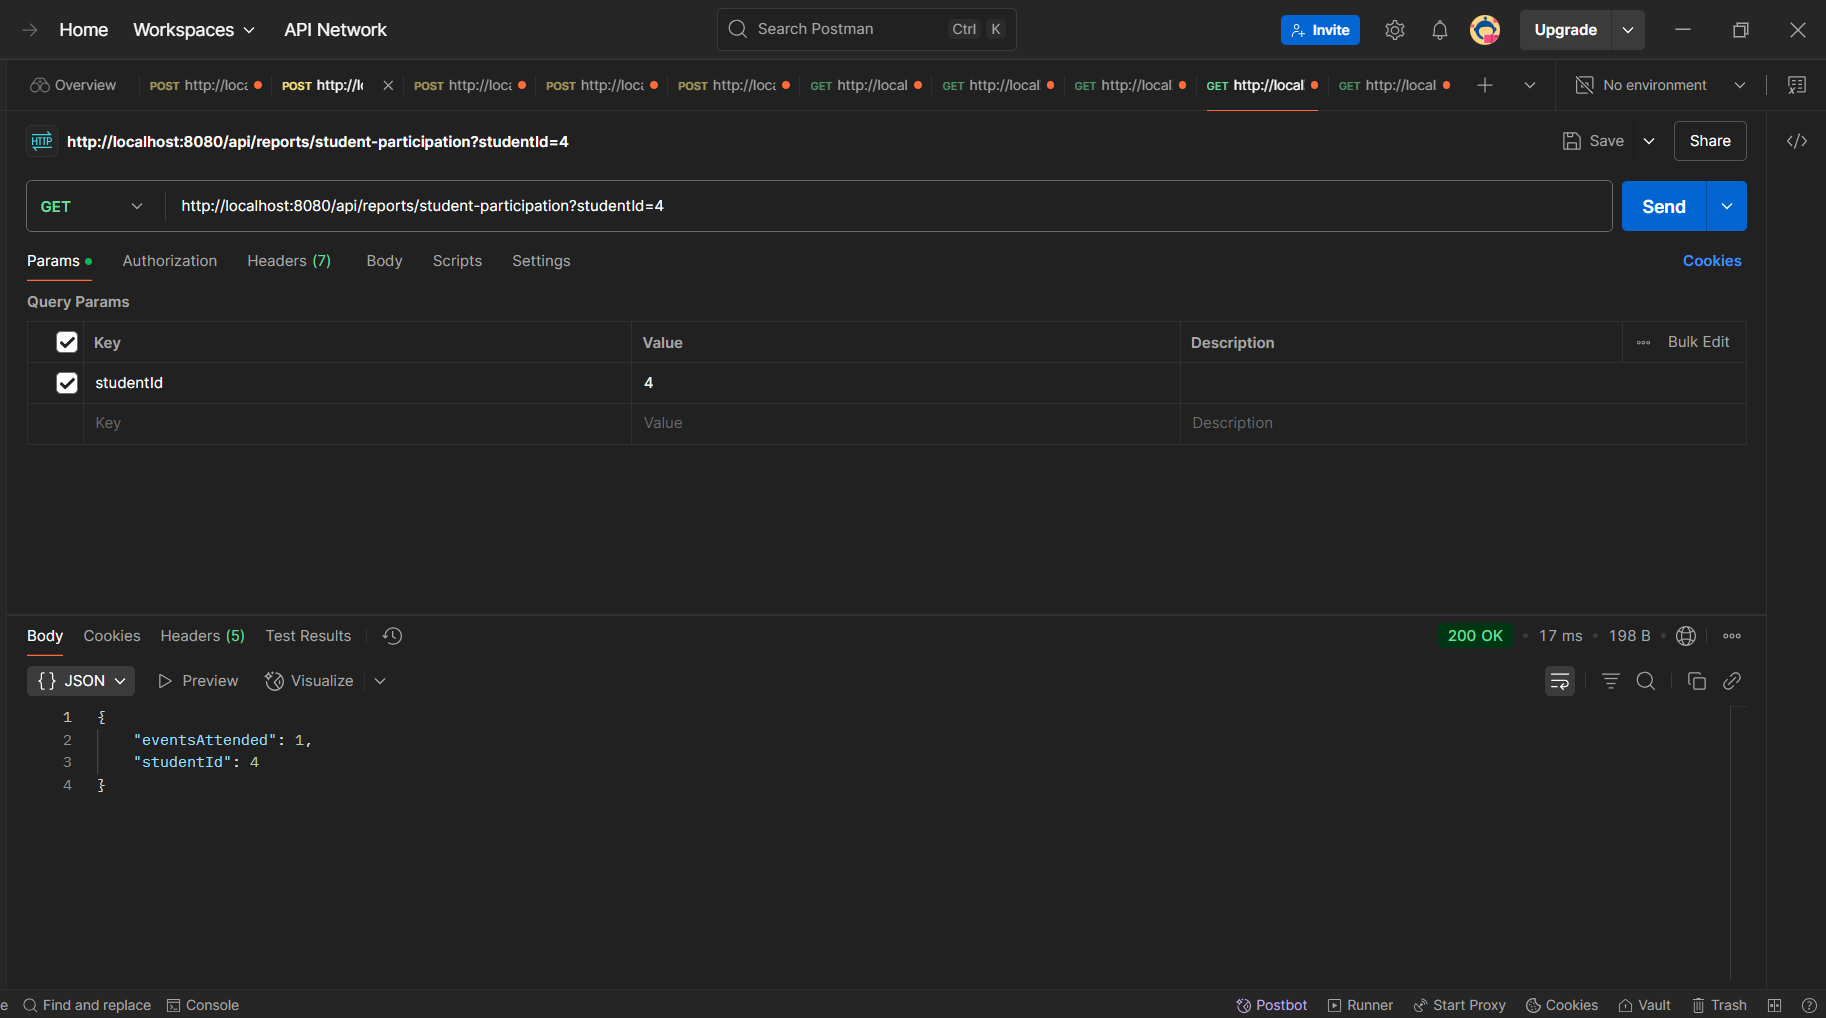 Home Workspaces API Network Search Postman Ctrl K Invite Upgrade
Overview POST http://loca POST http://lo POST http://loca POST http://loca POST http://loca GET http://local GET http://local GET http://local GET http://local GET http://local No environment
HTTP http://localhost:8080/api/reports/student-participation?studentId=4 Save Share
GET http://localhost:8080/api/reports/student-participation?studentId=4 Send
Params Authorization Headers (7) Body Scripts Settings Cookies
Query Params
Key Value Description Bulk Edit
studentId 4
Key Value Description
Body Cookies Headers (5) Test Results 200 OK 17 ms 198 B
{} JSON Preview Visualize
1 {
2 "eventsAttended": 1,
3 "studentId": 4
4 }
e Find and replace Console Postbot Runner Start Proxy Cookies Vault Trash